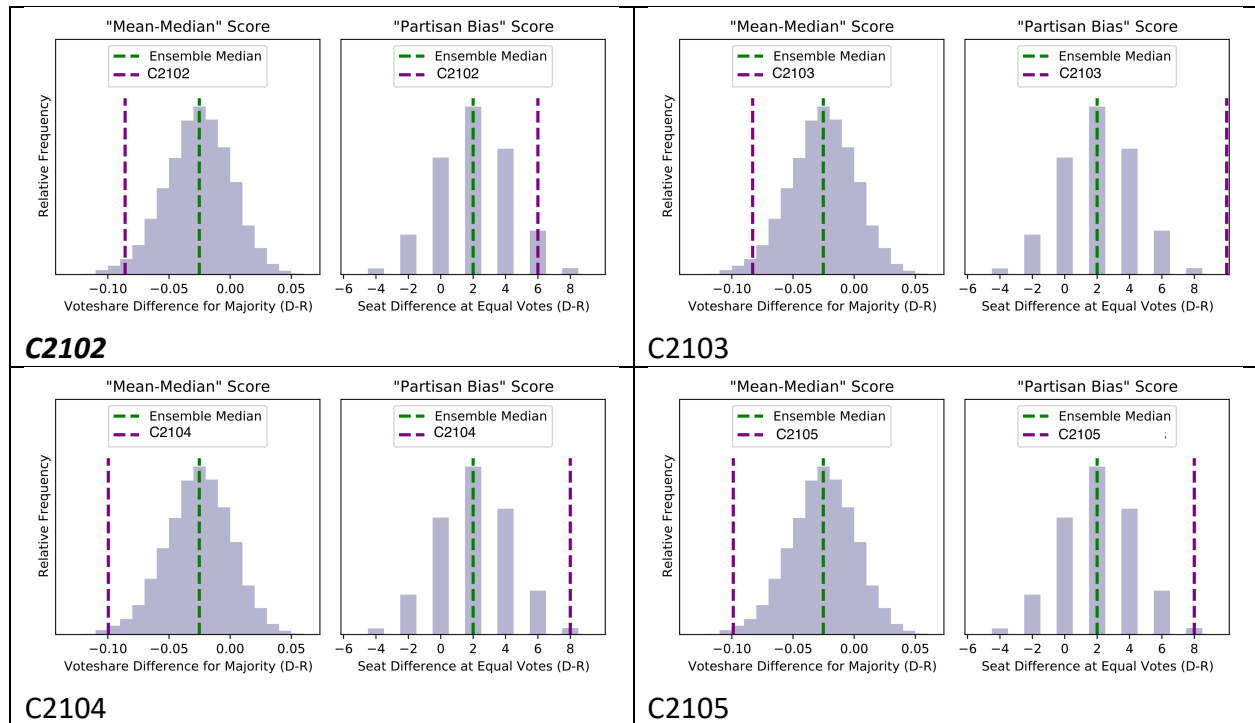 "Mean-Median" Score
Relative Frequency
Ensemble Median
C2102
−0.10 −0.05 0.00 0.05
Voteshare Difference for Majority (D-R)
"Partisan Bias" Score
Ensemble Median
C2102
−6 −4 −2 0 2 4 6 8
Seat Difference at Equal Votes (D-R)
C2102
"Mean-Median" Score
Relative Frequency
Ensemble Median
C2103
−0.10 −0.05 0.00 0.05
Voteshare Difference for Majority (D-R)
"Partisan Bias" Score
Ensemble Median
C2103
−6 −4 −2 0 2 4 6 8
Seat Difference at Equal Votes (D-R)
C2103
"Mean-Median" Score
Relative Frequency
Ensemble Median
C2104
−0.10 −0.05 0.00 0.05
Voteshare Difference for Majority (D-R)
"Partisan Bias" Score
Ensemble Median
C2104
−6 −4 −2 0 2 4 6 8
Seat Difference at Equal Votes (D-R)
C2104
"Mean-Median" Score
Relative Frequency
Ensemble Median
C2105
−0.10 −0.05 0.00 0.05
Voteshare Difference for Majority (D-R)
"Partisan Bias" Score
Ensemble Median
C2105
−6 −4 −2 0 2 4 6 8
Seat Difference at Equal Votes (D-R)
C2105